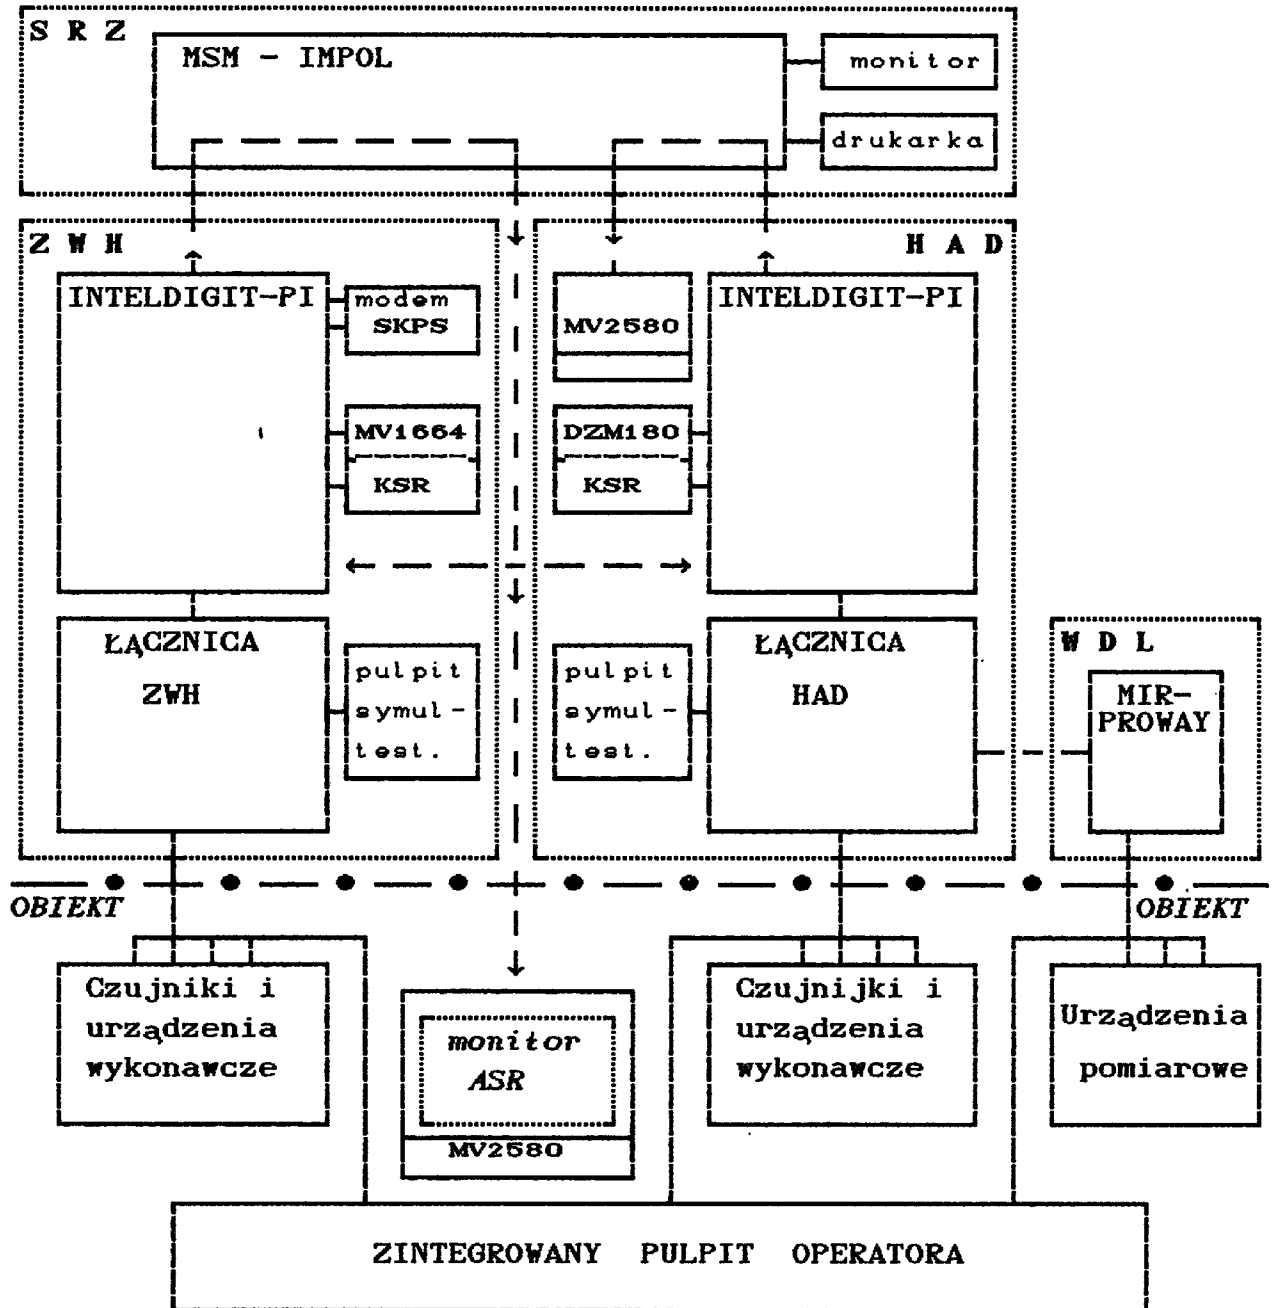 S R Z
MSM - IMPOL
monitor
drukarka
Z W H
INTELDIGIT-PI
modem
SKPS
MV1664
KSR
ŁĄCZNICA
ZWH
pulpit
symul-
test.
H A D
MV2580
INTELDIGIT-PI
DZM180
KSR
ŁĄCZNICA
HAD
pulpit
symul-
test.
W D L
MIR-
PROWAY
OBIEKT
OBIEKT
Czujniki i
urządzenia
wykonawcze
monitor
ASR
MV2580
Czujnijki i
urządzenia
wykonawcze
Urządzenia
pomiarowe
ZINTEGROWANY PULPIT OPERATORA